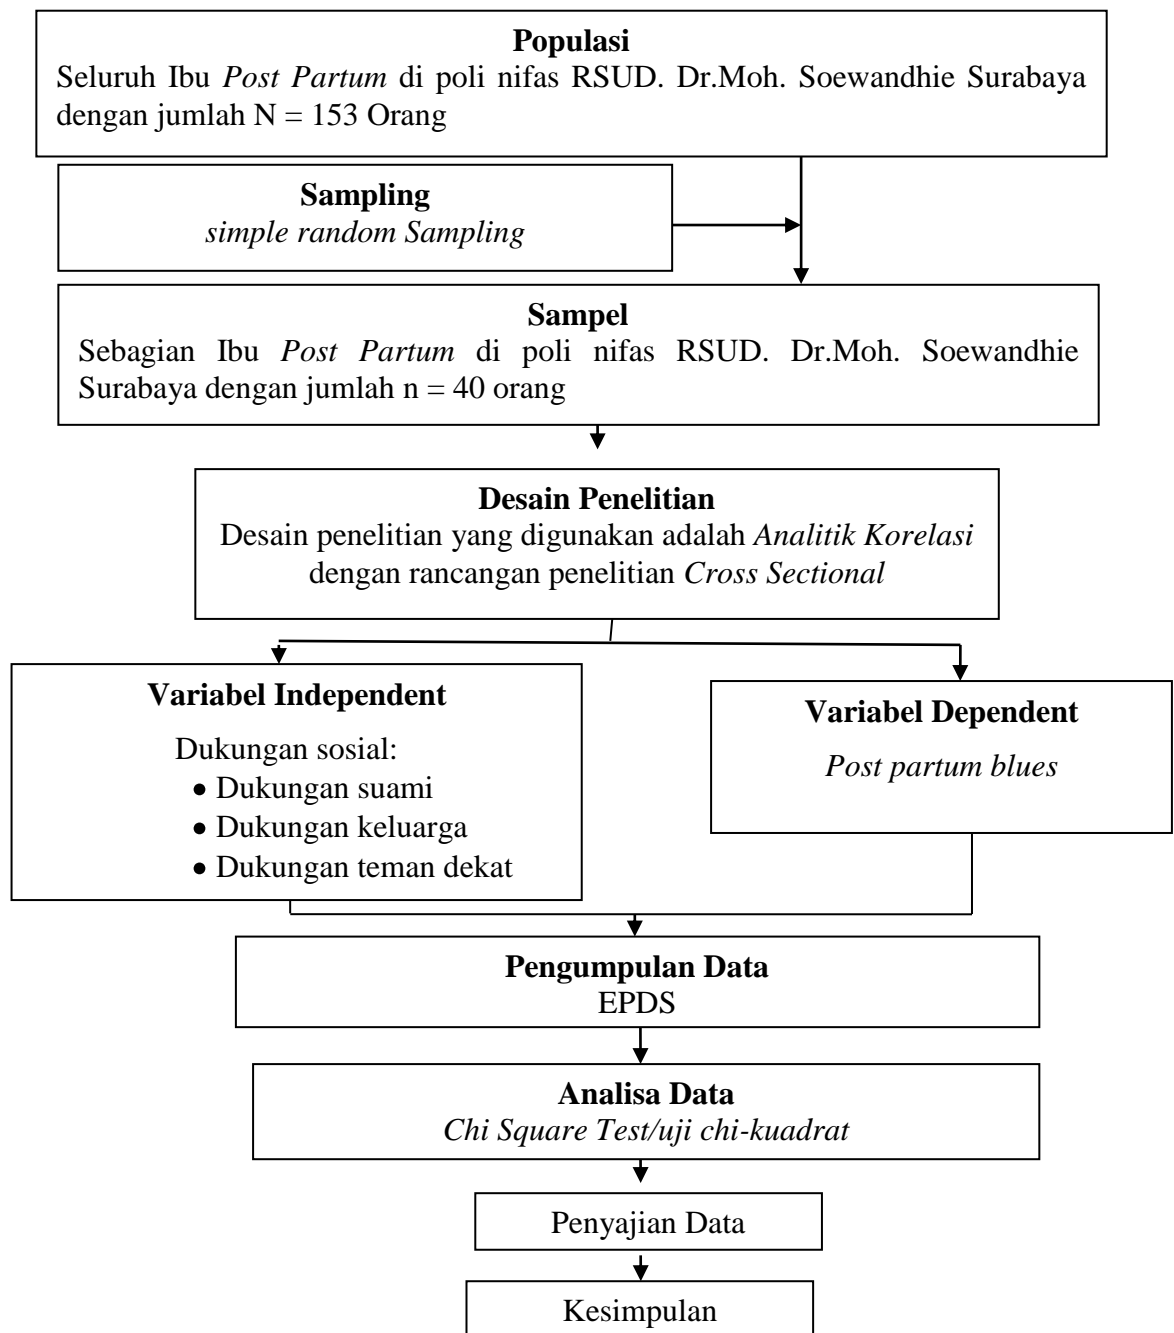 Populasi
Seluruh Ibu Post Partum di poli nifas RSUD. Dr.Moh. Soewandhie Surabaya
dengan jumlah N = 153 Orang
Sampling
simple random Sampling
Sampel
Sebagian Ibu Post Partum di poli nifas RSUD. Dr.Moh. Soewandhie
Surabaya dengan jumlah n = 40 orang
Desain Penelitian
Desain penelitian yang digunakan adalah Analitik Korelasi
dengan rancangan penelitian Cross Sectional
Variabel Independent
Dukungan sosial:
• Dukungan suami
• Dukungan keluarga
• Dukungan teman dekat
Variabel Dependent
Post partum blues
Pengumpulan Data
EPDS
Analisa Data
Chi Square Test/uji chi-kuadrat
Penyajian Data
Kesimpulan